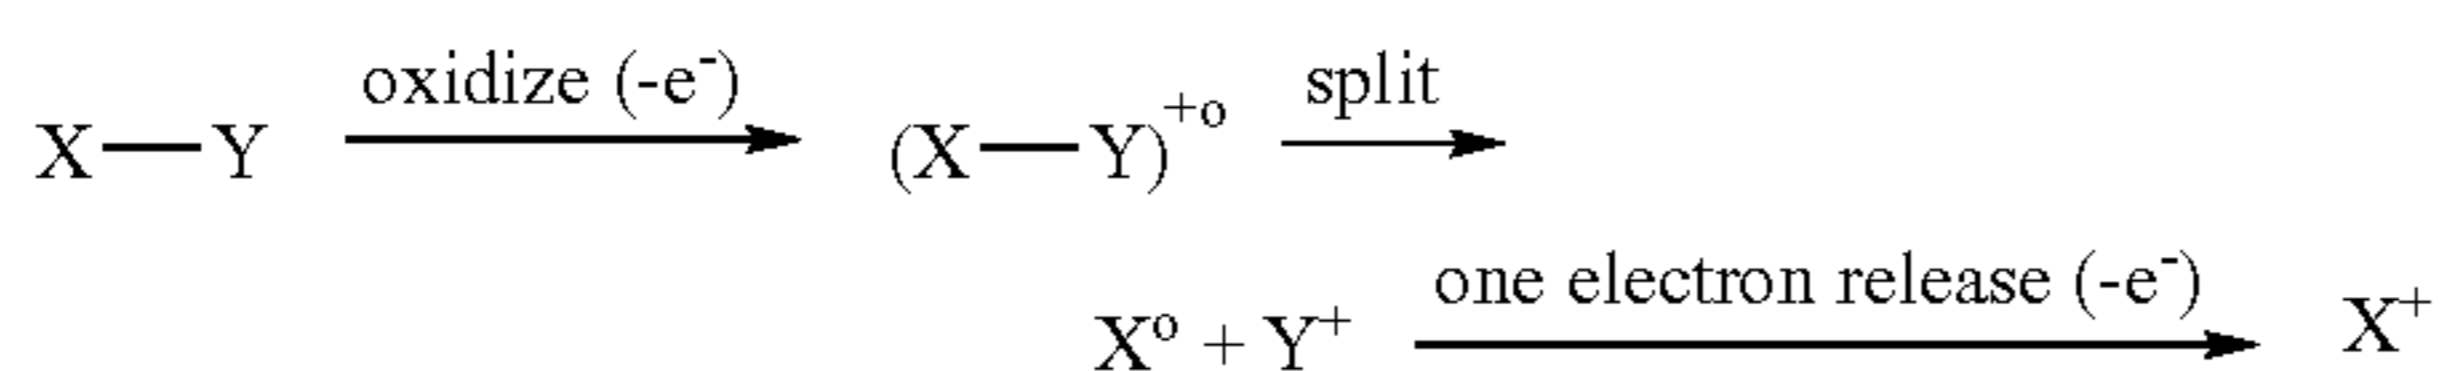 X—Y oxidize (-e⁻) (X—Y)⁺ᵒ split
Xᵒ + Y⁺ one electron release (-e⁻) X⁺